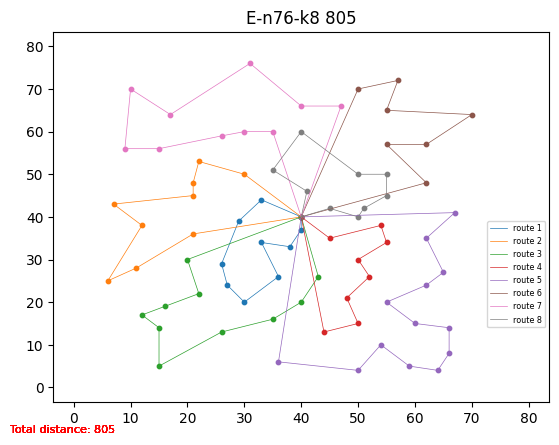 E-n76-k8 805
80
70
60
50
40
30
20
10
0
0 10 20 30 40 50 60 70 80
route 1
route 2
route 3
route 4
route 5
route 6
route 7
route 8
Total distance: 805